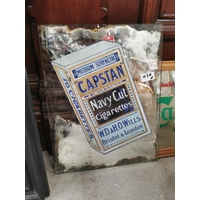 MEDIUM STRENGTH
CAPSTAN
Navy Cut
Cigarettes
W.D.& H.O. WILLS.
Bristol & London